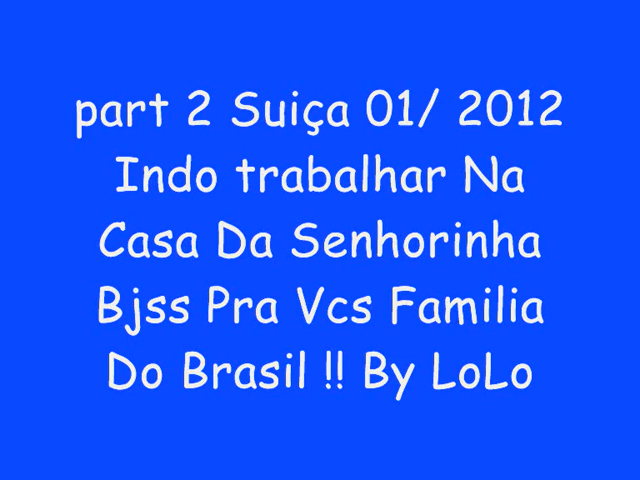 part 2 Suiça 01/ 2012
Indo trabalhar Na
Casa Da Senhorinha
Bjss Pra Vcs Familia
Do Brasil !! By LoLo